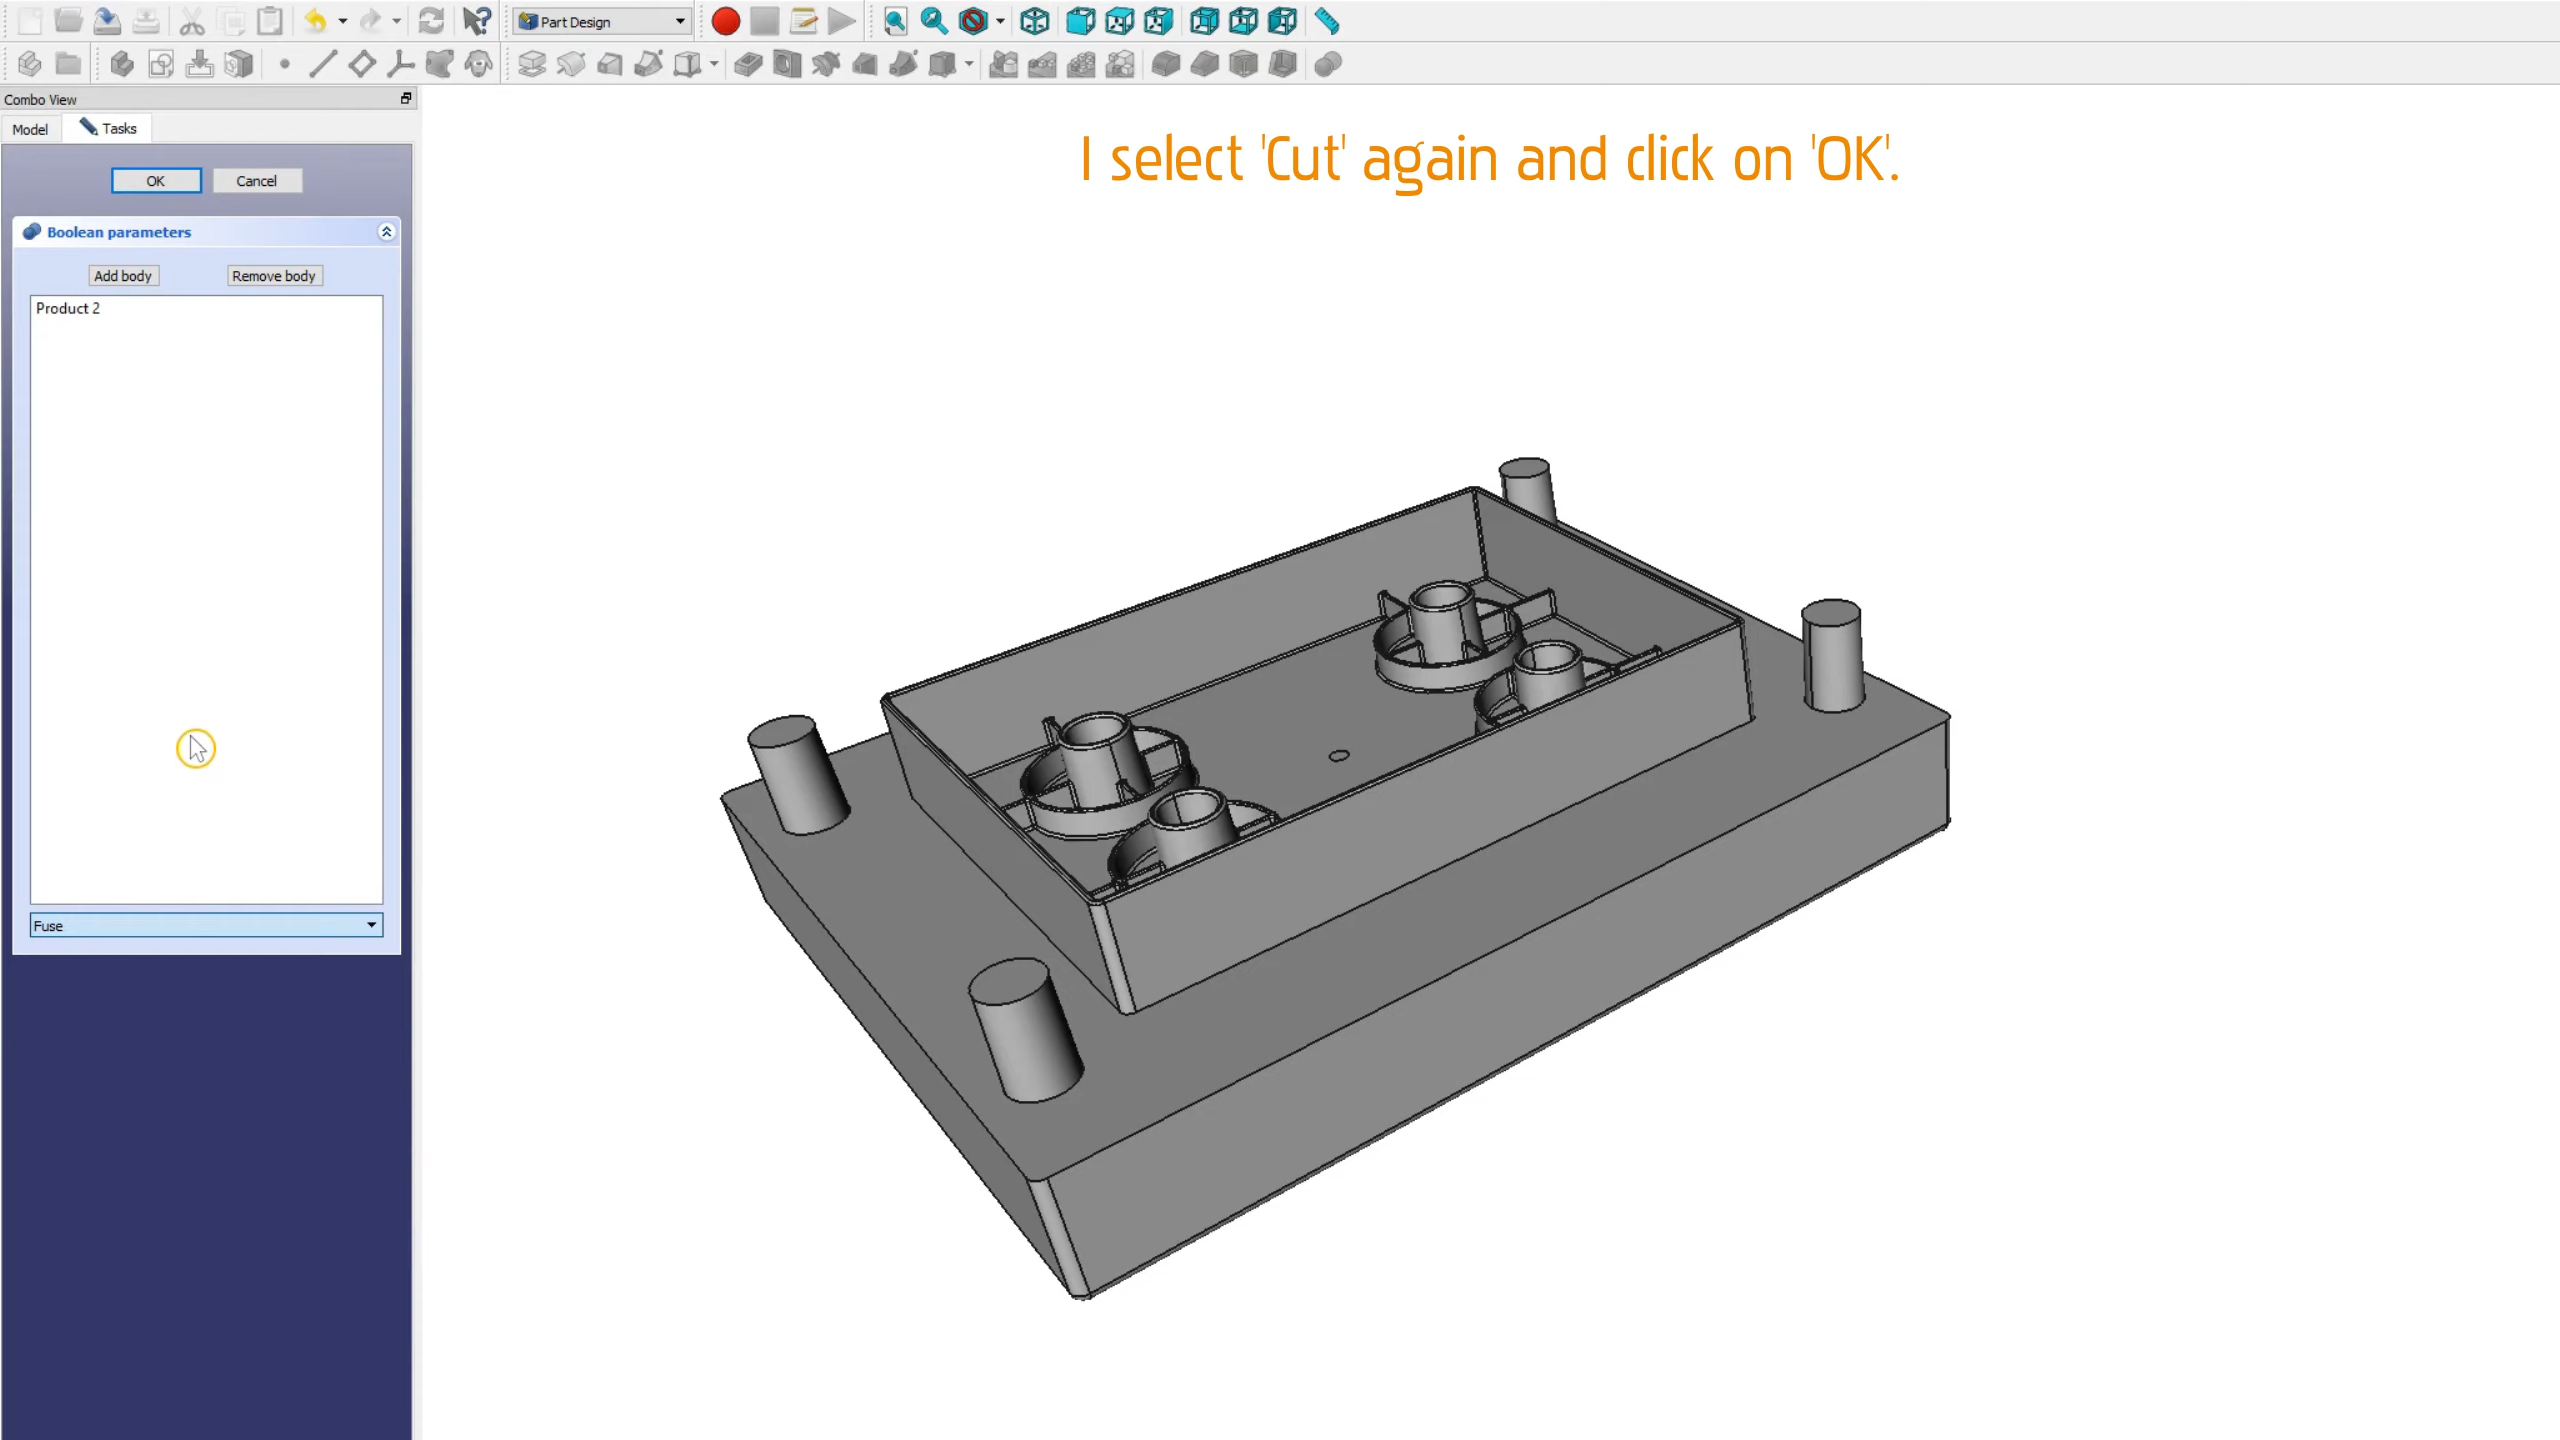 Part Design
Combo View
Model
Tasks
I select 'Cut' again and click on 'OK'.
OK
Cancel
Boolean parameters
Add body
Remove body
Product 2
Fuse